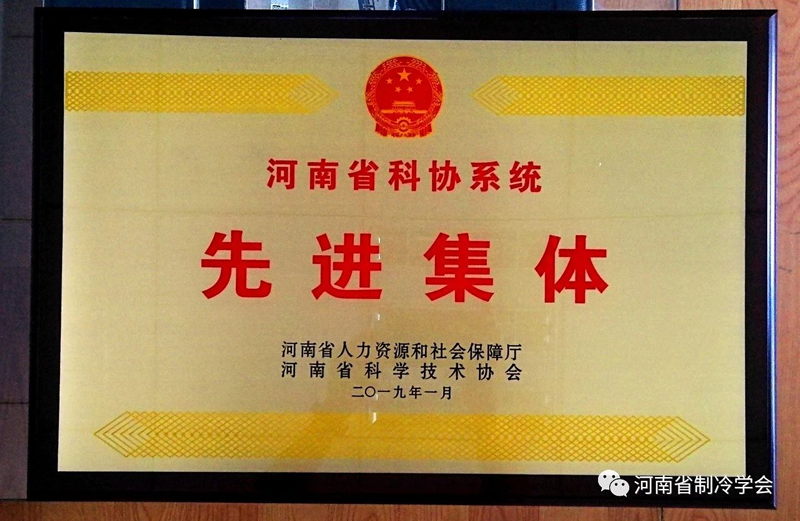 河南省科协系统
先进集体
河南省人力资源和社会保障厅
河南省科学技术协会
二〇一九年一月
河南省制冷学会